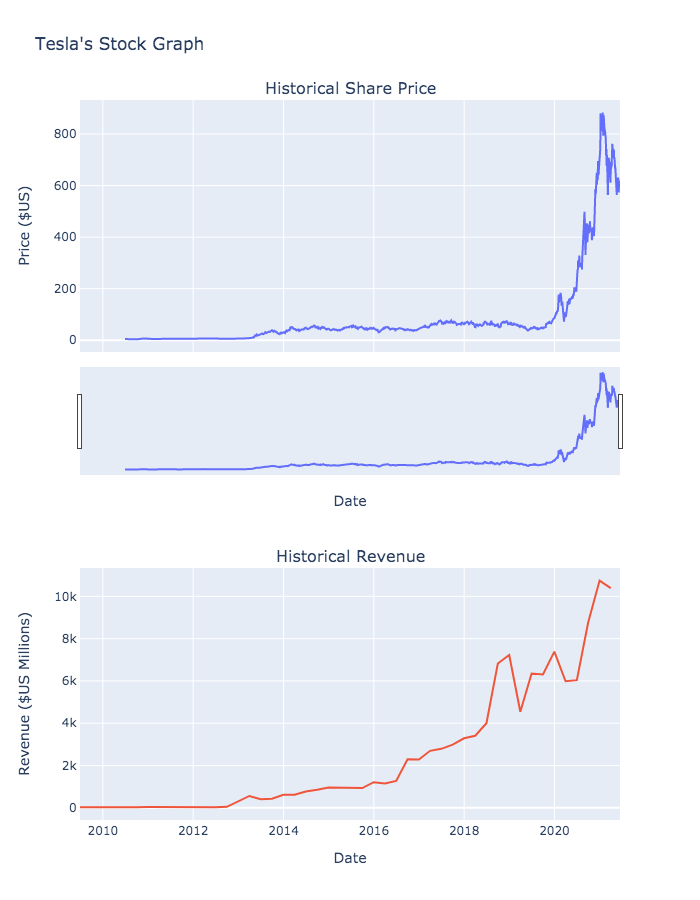 Tesla's Stock Graph
Historical Share Price
800
600
400
200
0
Price ($US)
Date
Historical Revenue
10k
8k
6k
4k
2k
0
Revenue ($US Millions)
2010 2012 2014 2016 2018 2020
Date